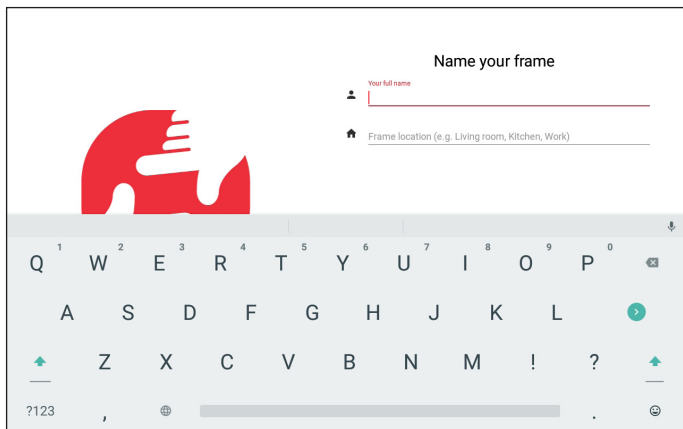 Name your frame
Your full name
Frame location (e.g. Living room, Kitchen, Work)
1 2 3 4 5 6 7 8 9 0
Q W E R T Y U I O P
A S D F G H J K L
Z X C V B N M ! ?
?123 , .